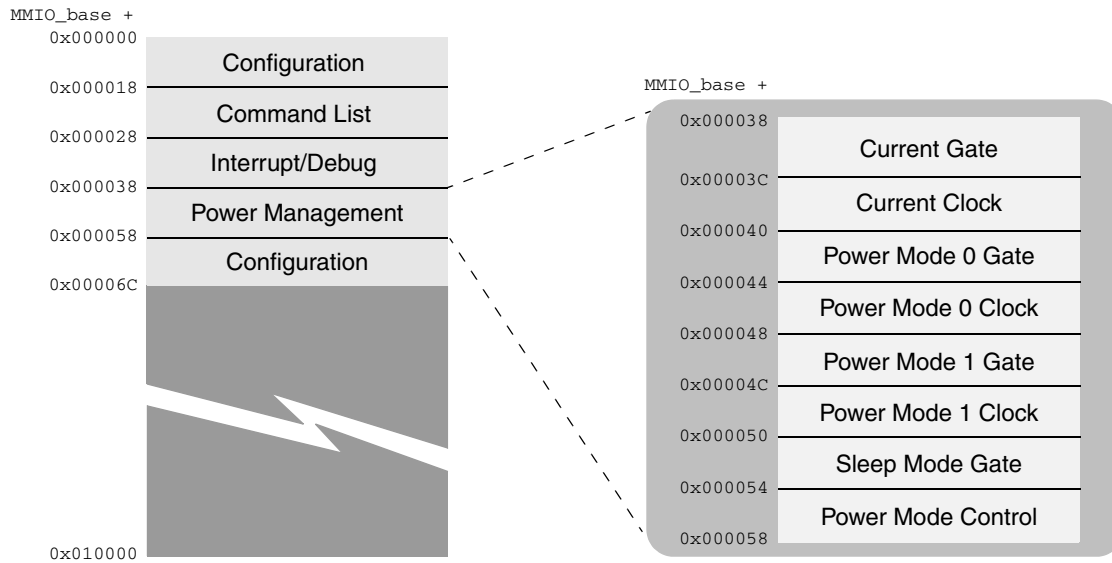 MMIO_base +
0x000000
Configuration
0x000018
Command List
0x000028
Interrupt/Debug
0x000038
Power Management
0x000058
Configuration
0x00006C
0x010000
MMIO_base +
0x000038
Current Gate
0x00003C
Current Clock
0x000040
Power Mode 0 Gate
0x000044
Power Mode 0 Clock
0x000048
Power Mode 1 Gate
0x00004C
Power Mode 1 Clock
0x000050
Sleep Mode Gate
0x000054
Power Mode Control
0x000058